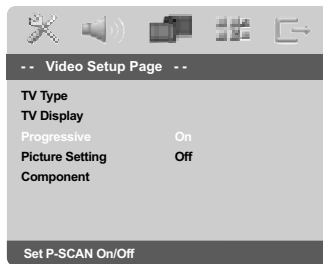 - - Video Setup Page - -
TV Type
TV Display
Progressive On
Picture Setting Off
Component
Set P-SCAN On/Off